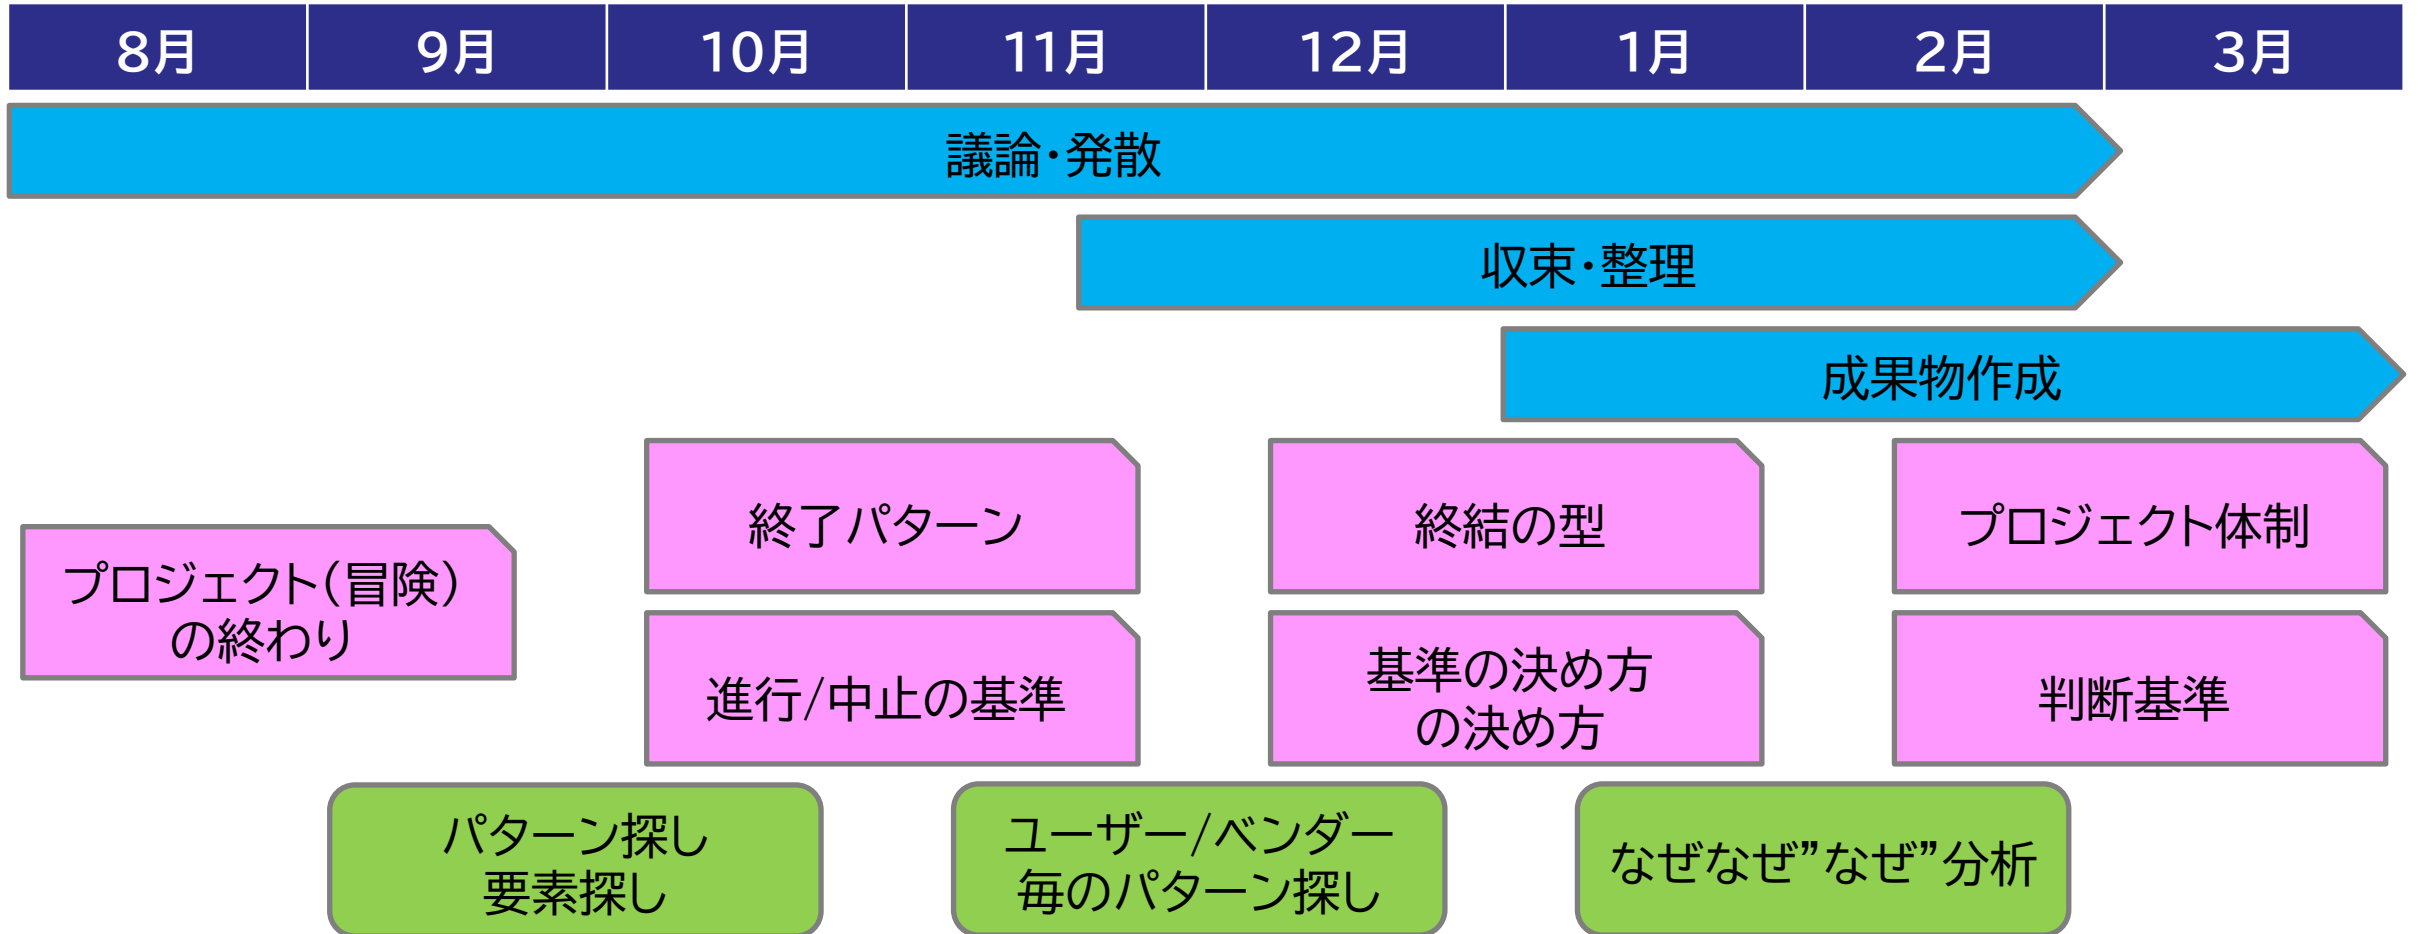 8月 9月 10月 11月 12月 1月 2月 3月
議論・発散
収束・整理
成果物作成
プロジェクト(冒険)
の終わり
終了パターン
進行/中止の基準
終結の型
基準の決め方
の決め方
プロジェクト体制
判断基準
パターン探し
要素探し
ユーザー/ベンダー
毎のパターン探し
なぜなぜ”なぜ”分析